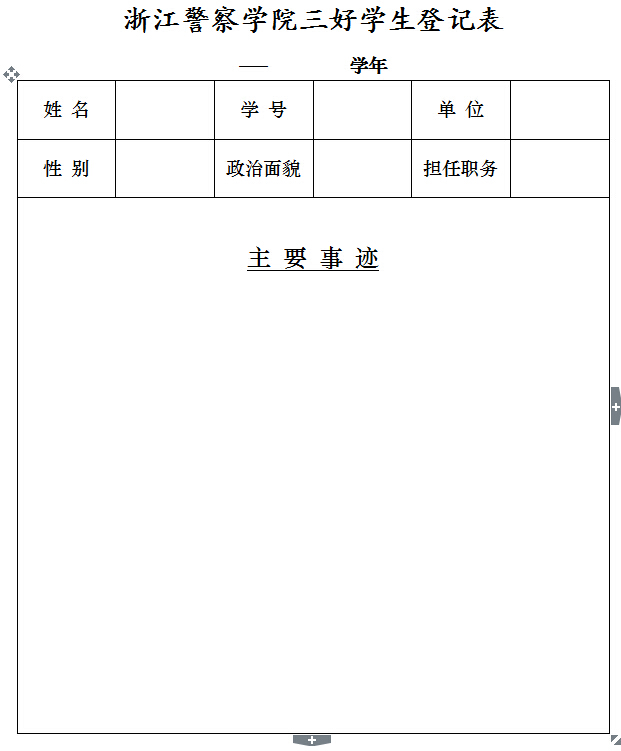 浙江警察学院三好学生登记表
—— 学年
姓 名 学 号 单 位
性 别 政治面貌 担任职务
主 要 事 迹